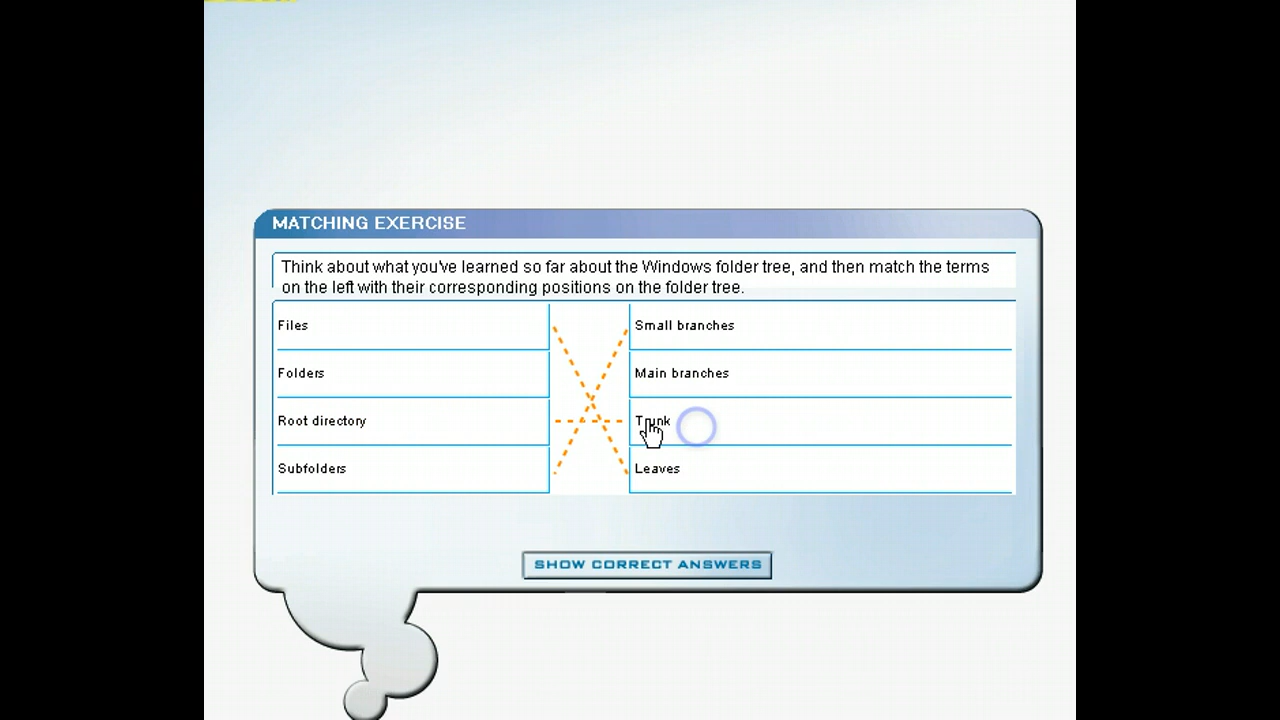 MATCHING EXERCISE
Think about what you've learned so far about the Windows folder tree, and then match the terms
on the left with their corresponding positions on the folder tree.
Files
Small branches
Folders
Main branches
Root directory
Trunk
Subfolders
Leaves
SHOW CORRECT ANSWERS